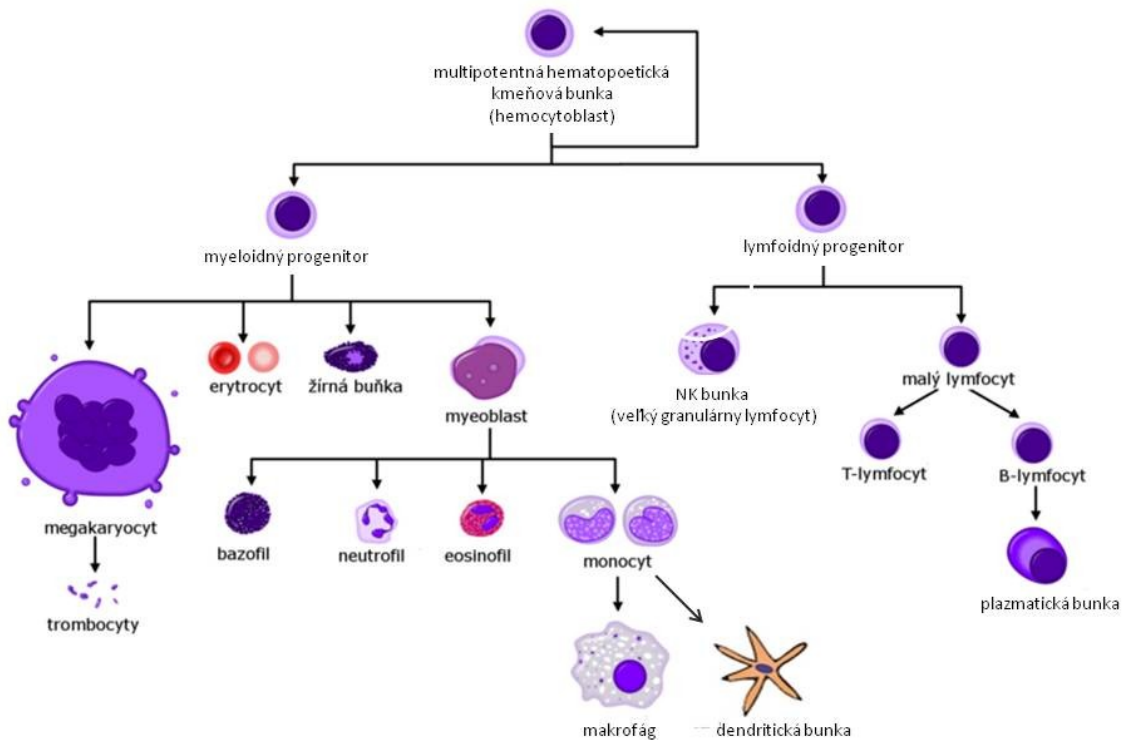 multipotentná hematopoetická
kmeňová bunka
(hemocytoblast)
myeloidný progenitor
lymfoidný progenitor
erytrocyt
žírná buňka
myeoblast
NK bunka
(veľký granulárny lymfocyt)
malý lymfocyt
T-lymfocyt
B-lymfocyt
megakaryocyt
bazofil
neutrofil
eosinofil
monocyt
plazmatická bunka
trombocyty
makrofág
dendritická bunka